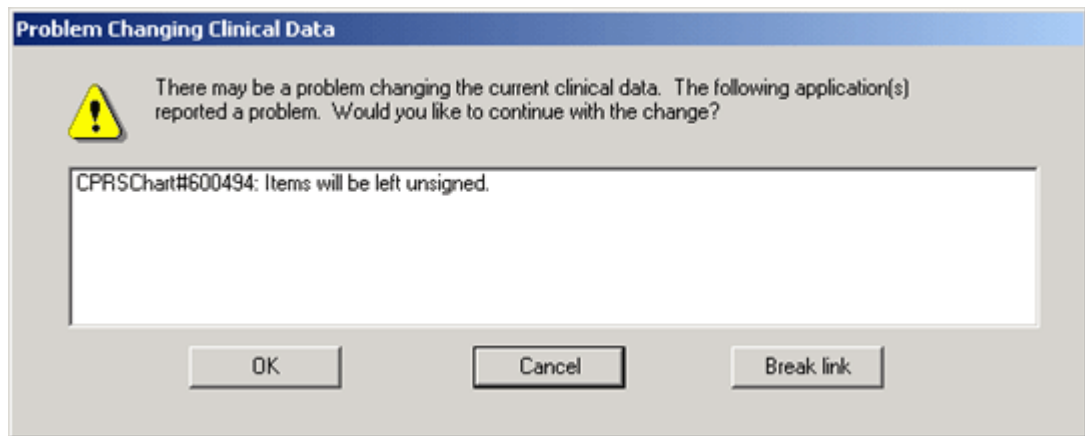 Problem Changing Clinical Data
There may be a problem changing the current clinical data.  The following application(s)
reported a problem.  Would you like to continue with the change?
CPRSChart#600494: Items will be left unsigned.
OK
Cancel
Break link